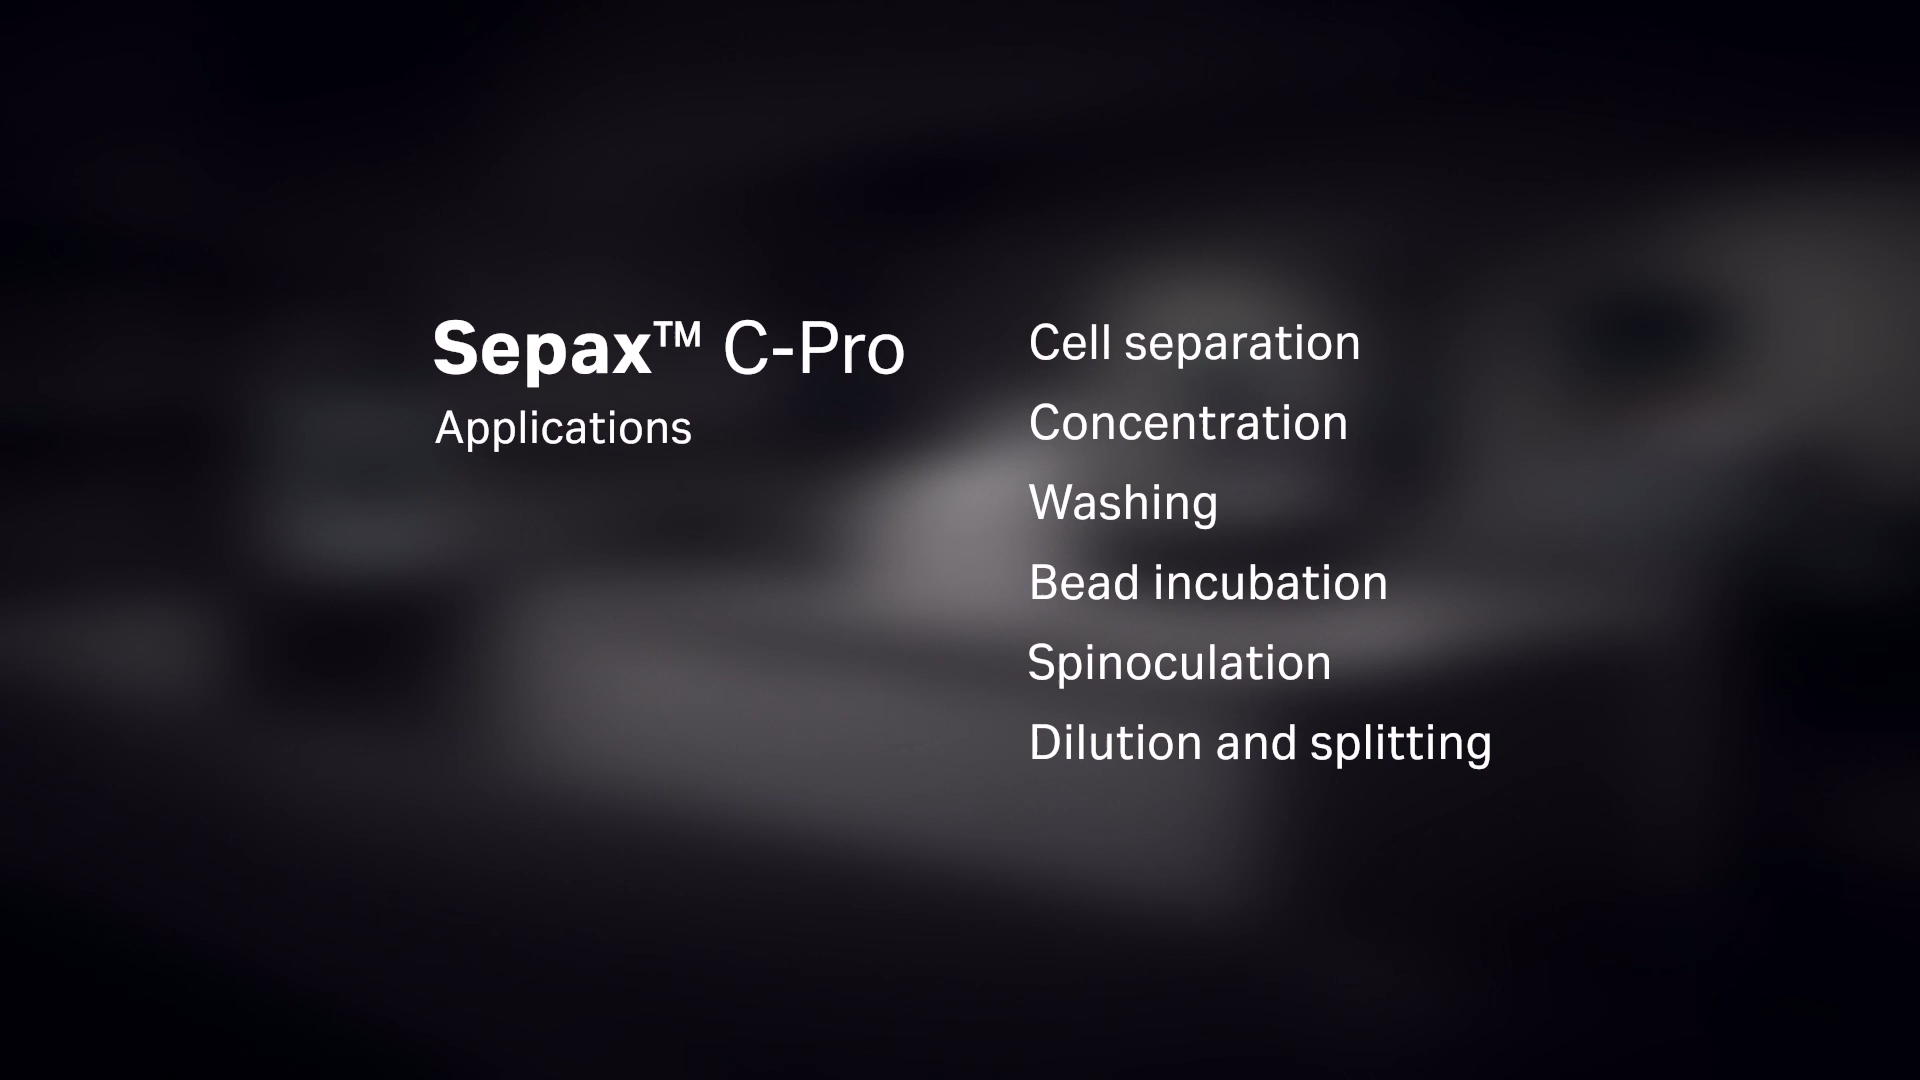 Sepax™ C-Pro
Applications
Cell separation
Concentration
Washing
Bead incubation
Spinoculation
Dilution and splitting